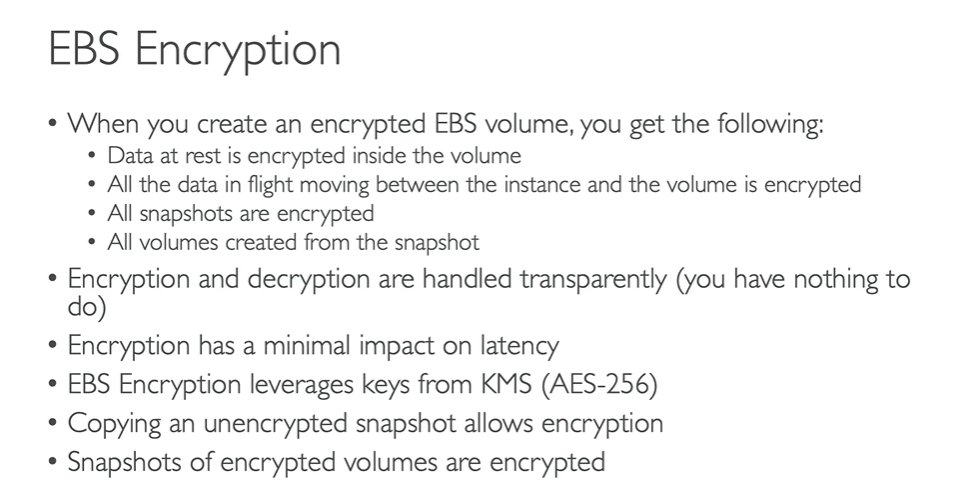 EBS Encryption
• When you create an encrypted EBS volume, you get the following:
• Data at rest is encrypted inside the volume
• All the data in flight moving between the instance and the volume is encrypted
• All snapshots are encrypted
• All volumes created from the snapshot
• Encryption and decryption are handled transparently (you have nothing to
do)
• Encryption has a minimal impact on latency
• EBS Encryption leverages keys from KMS (AES-256)
• Copying an unencrypted snapshot allows encryption
• Snapshots of encrypted volumes are encrypted